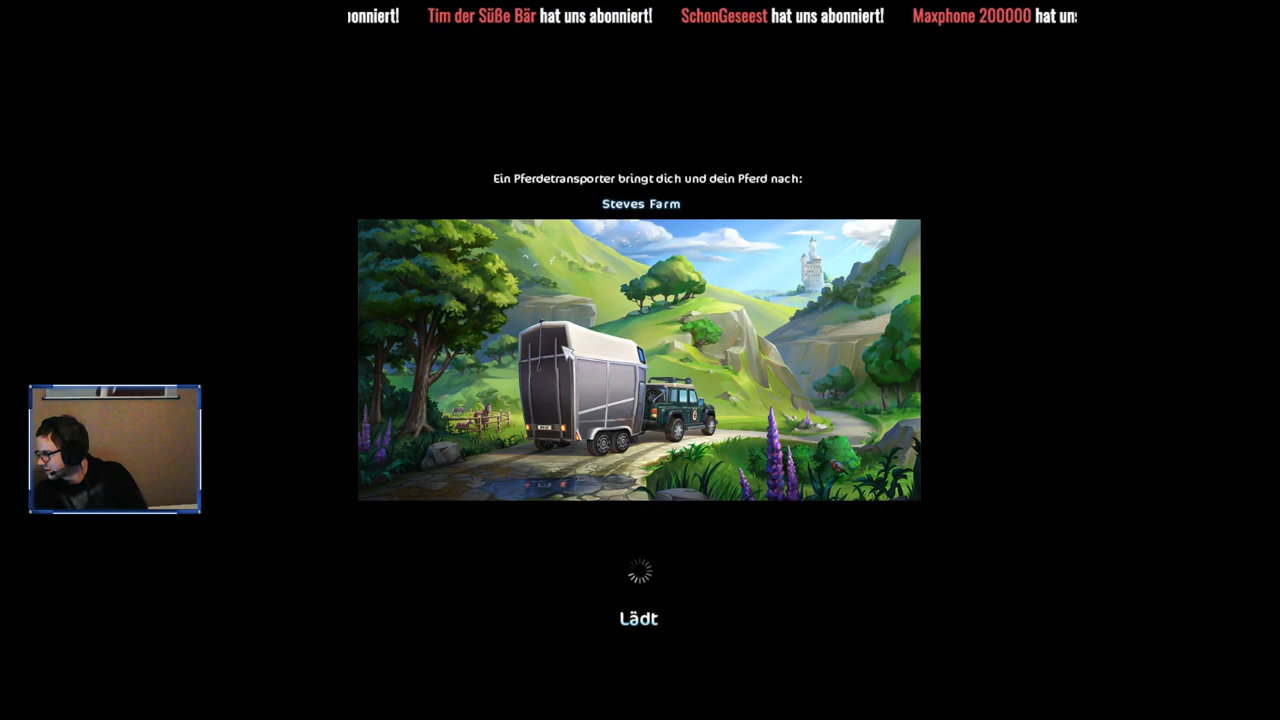 onniert! Tim der Süße Bär hat uns abonniert! SchonGeseest hat uns abonniert! Maxphone 200000 hat uns
Ein Pferdetransporter bringt dich und dein Pferd nach:
Steves Farm
Lädt